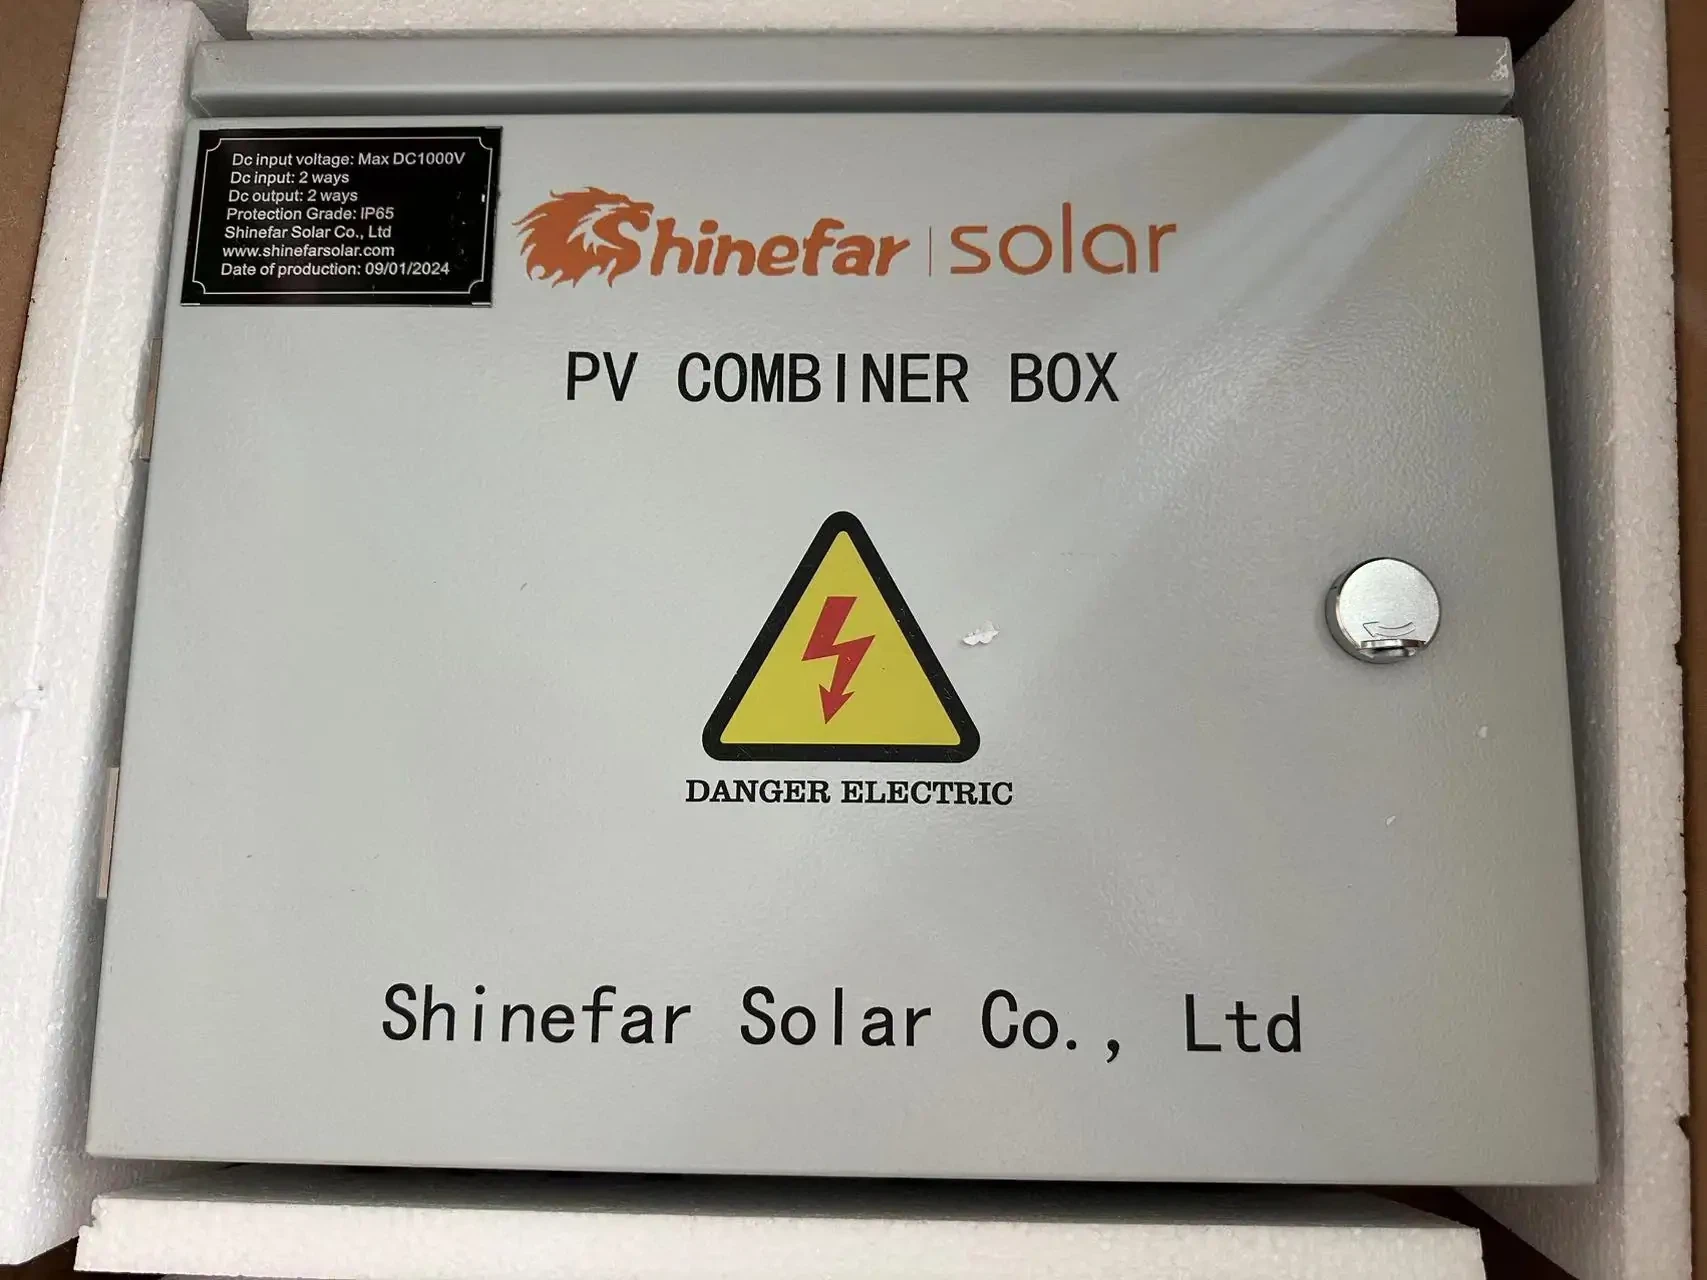 Dc input voltage: Max DC1000V
Dc input: 2 ways
Dc output: 2 ways
Protection Grade: IP65
Shinefar Solar Co., Ltd
www.shinefarsolar.com
Date of production: 09/01/2024
Shinefar | solar
PV COMBINER BOX
DANGER ELECTRIC
Shinefar Solar Co., Ltd